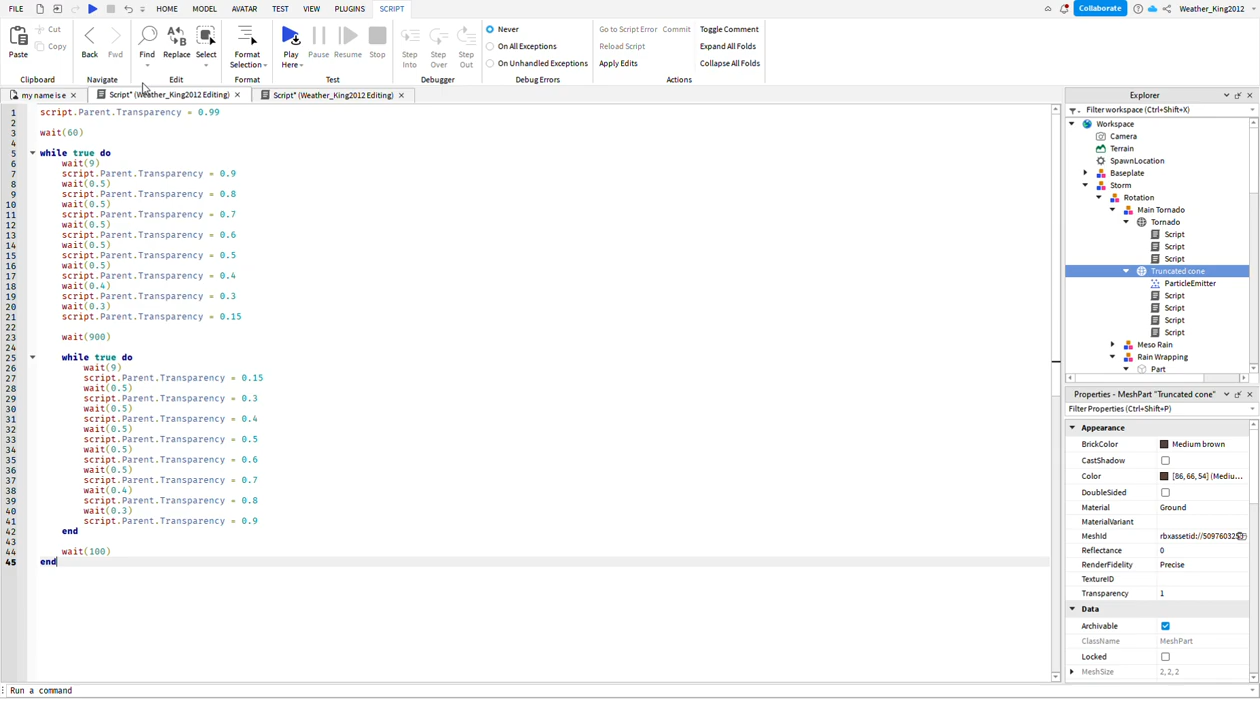 FILE HOME MODEL AVATAR TEST VIEW PLUGINS SCRIPT Collaborate Weather_King2012
Paste Cut Copy Back Fwd Find Replace Select Format Selection Play Here Pause Resume Stop Step Into Step Over Step Out Never On All Exceptions On Unhandled Exceptions Go to Script Error Commit Reload Script Apply Edits Toggle Comment Expand All Folds Collapse All Folds
Clipboard Navigate Edit Format Test Debugger Debug Errors Actions
my name is e Script* (Weather_King2012 Editing) Script* (Weather_King2012 Editing)
1 script.Parent.Transparency = 0.99
2
3 wait(60)
4
5 while true do
6 wait(9)
7 script.Parent.Transparency = 0.9
8 wait(0.5)
9 script.Parent.Transparency = 0.8
10 wait(0.5)
11 script.Parent.Transparency = 0.7
12 wait(0.5)
13 script.Parent.Transparency = 0.6
14 wait(0.5)
15 script.Parent.Transparency = 0.5
16 wait(0.5)
17 script.Parent.Transparency = 0.4
18 wait(0.4)
19 script.Parent.Transparency = 0.3
20 wait(0.3)
21 script.Parent.Transparency = 0.15
22
23 wait(900)
24
25 while true do
26 wait(9)
27 script.Parent.Transparency = 0.15
28 wait(0.5)
29 script.Parent.Transparency = 0.3
30 wait(0.5)
31 script.Parent.Transparency = 0.4
32 wait(0.5)
33 script.Parent.Transparency = 0.5
34 wait(0.5)
35 script.Parent.Transparency = 0.6
36 wait(0.5)
37 script.Parent.Transparency = 0.7
38 wait(0.4)
39 script.Parent.Transparency = 0.8
40 wait(0.3)
41 script.Parent.Transparency = 0.9
42 end
43
44 wait(100)
45 end
Explorer
Filter workspace (Ctrl+Shift+X)
Workspace
Camera
Terrain
SpawnLocation
Baseplate
Storm
Rotation
Main Tornado
Tornado
Script
Script
Script
Truncated cone
ParticleEmitter
Script
Script
Script
Script
Meso Rain
Rain Wrapping
Part
Properties - MeshPart "Truncated cone"
Filter Properties (Ctrl+Shift+P)
Appearance
BrickColor Medium brown
CastShadow
Color [86, 66, 54] (Mediu...
DoubleSided
Material Ground
MaterialVariant
MeshId
Reflectance 0
RenderFidelity Precise
TextureID
Transparency 1
Data
Archivable
ClassName MeshPart
Locked
MeshSize 2, 2, 2
Run a command